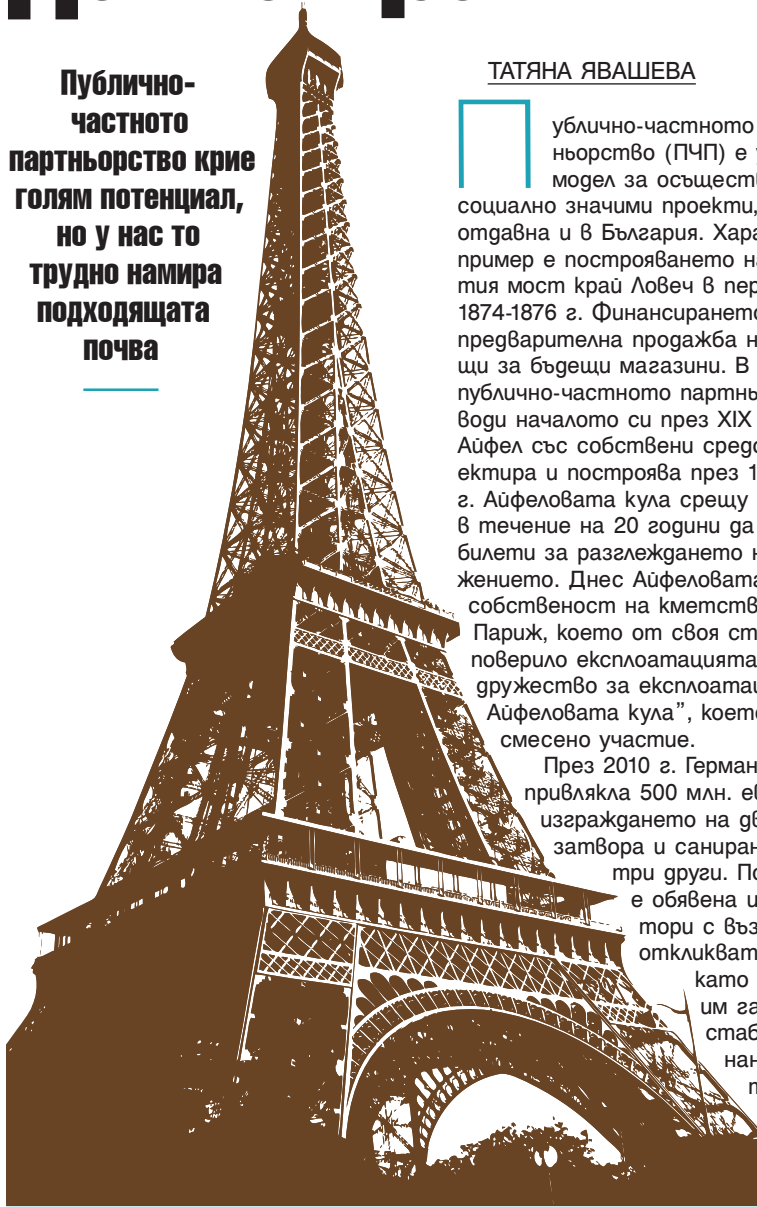 Публично-
частното
партньорство крие
голям потенциал,
но у нас то
трудно намира
подходящата
почва
ТАТЯНА ЯВАШЕВА
Публично-частното
ньорство (ПЧП) е
модел за осъщест
социално значими проекти,
отдавна и в България. Хара
пример е построяването на
тия мост край Ловеч в пер
1874-1876 г. Финансирането
предварителна продажба н
щи за бъдещи магазини. В
публично-частното партнь
води началото си през XIX
Айфел със собствени средс
ектира и построява през 1
г. Айфеловата кула срещу
в течение на 20 години да
билети за разглеждането н
жението. Днес Айфеловата
собственост на кметств
Париж, което от своя ст
поверило експлоатацията
дружество за експлоатац
Айфеловата кула”, което
смесено участие.
През 2010 г. Герман
привлякла 500 млн. ев
изграждането на дв
затвора и саниран
три други. По
е обявена и
тори с въз
откликват
като
им га
стаб
нан